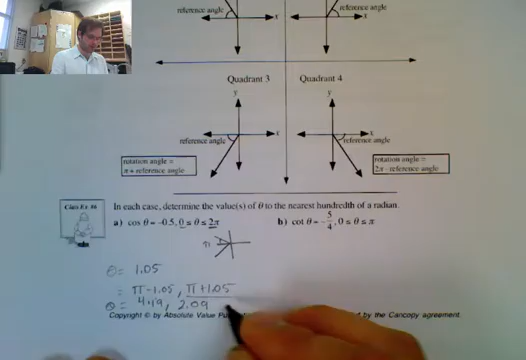 reference angle x
reference angle x
Quadrant 3 Quadrant 4
y y
reference angle x
reference angle x
rotation angle =
π + reference angle
rotation angle =
2π - reference angle
Class Ex. #6
In each case, determine the value(s) of θ to the nearest hundredth of a radian.
a) cos θ = -0.5, 0 ≤ θ ≤ 2π b) cot θ = -5/4, 0 ≤ θ ≤ π
π
θ = 1.05
= π - 1.05, π + 1.05
θ = 4.19, 2.09
Copyright © by Absolute Value d by the Cancopy agreement.